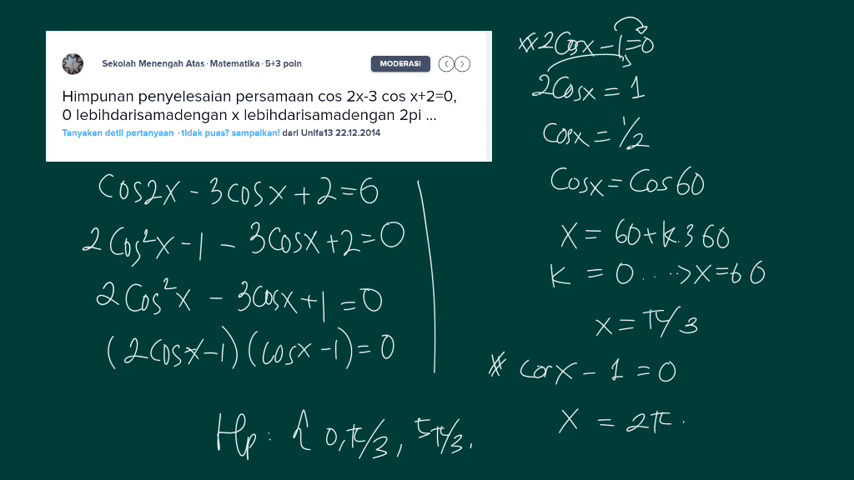 Sekolah Menengah Atas · Matematika · 5+3 poin
MODERASI
Himpunan penyelesaian persamaan cos 2x-3 cos x+2=0,
0 lebihdarisamadengan x lebihdarisamadengan 2pi ...
Tanyakan detil pertanyaan · tidak puas? sampaikan! dari Unifa13 22.12.2014
Cos2x - 3cosx + 2 = 0
2Cos²x - 1 - 3Cosx + 2 = 0
2Cos²x - 3cosx + 1 = 0
(2cosx - 1) (cosx - 1) = 0
Hp: { 0, π/3, 5π/3,
* 2Cosx - 1 = 0
2Cosx = 1
Cosx = 1/2
Cosx = Cos60
x = 60 + k.360
k = 0 ...> x = 60
x = π/3
* cosx - 1 = 0
x = 2π.